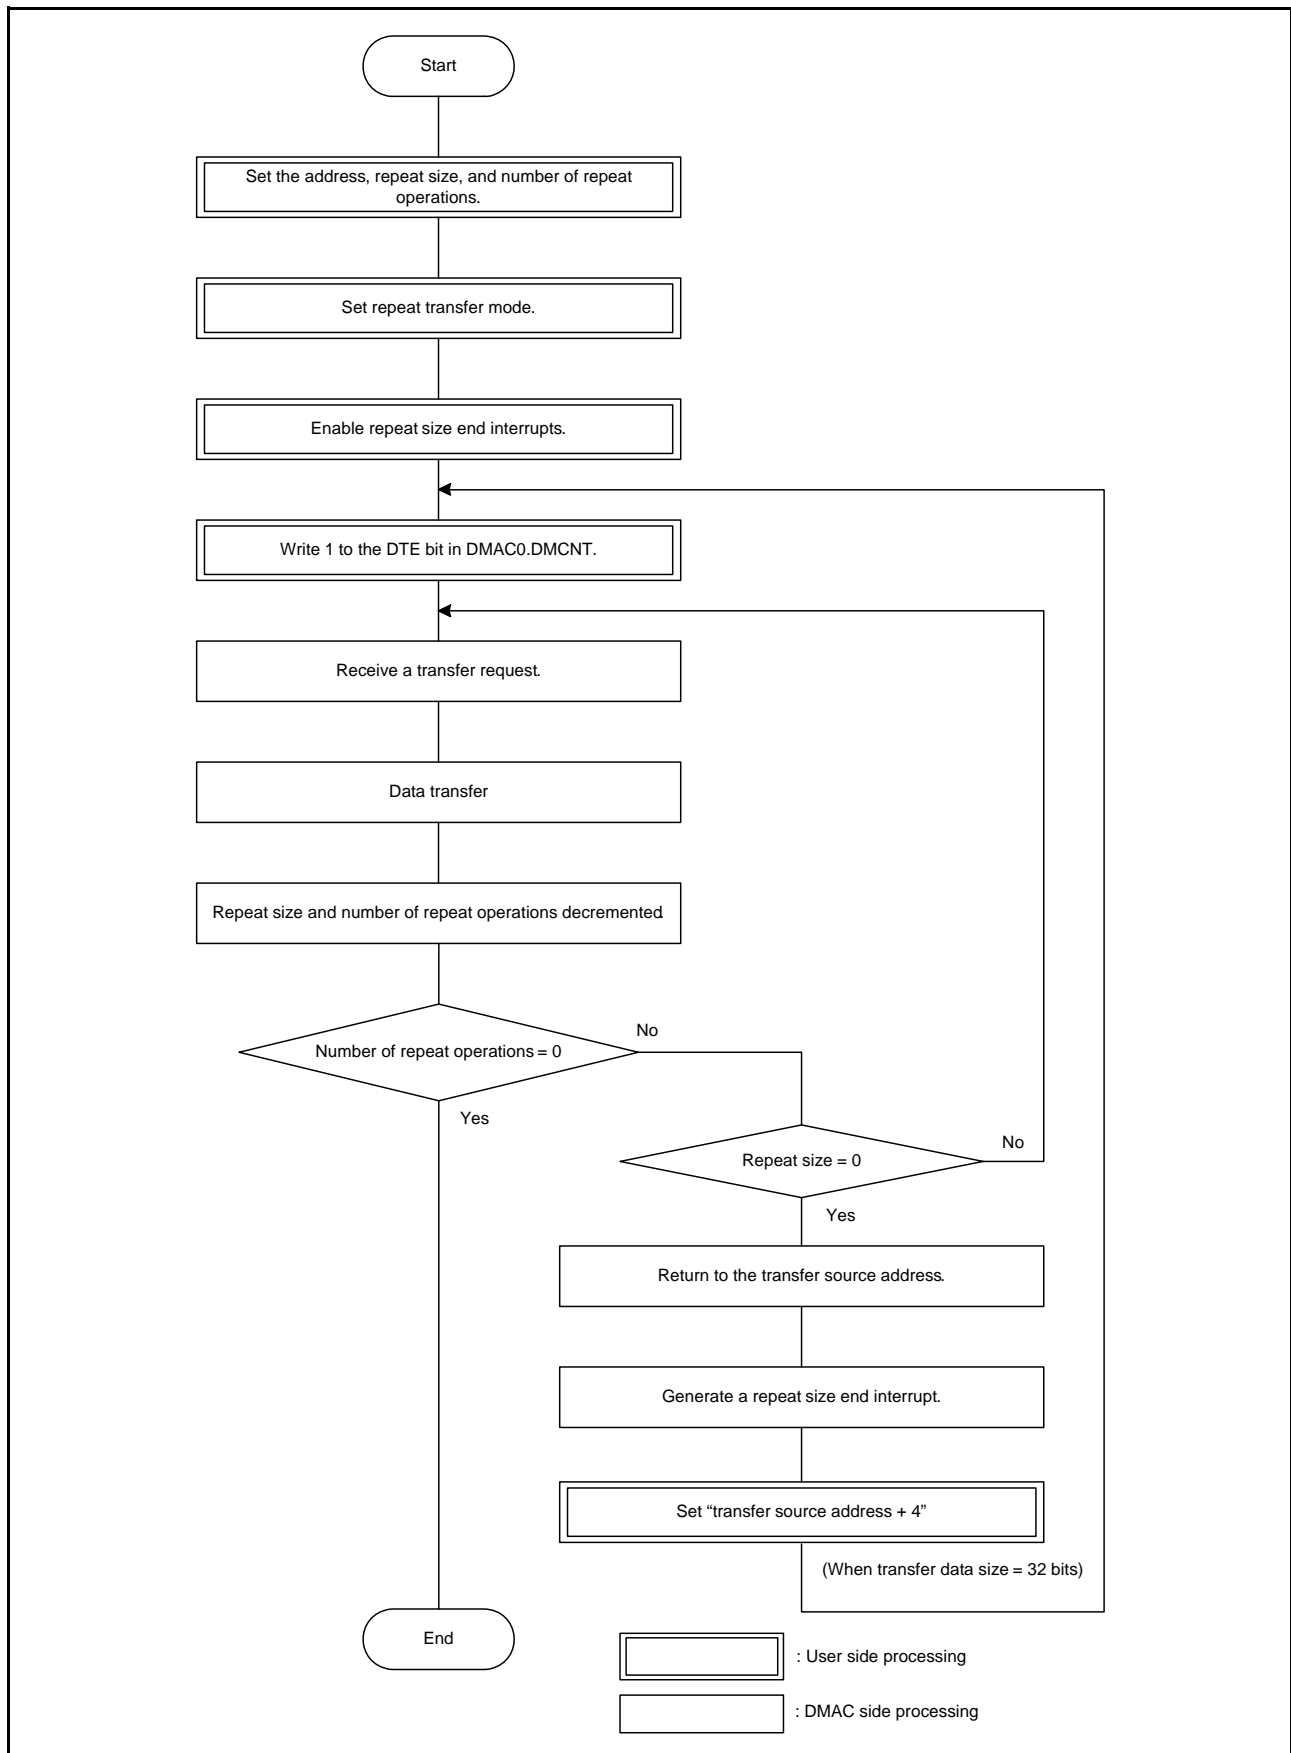 Start
Set the address, repeat size, and number of repeat
operations.
Set repeat transfer mode.
Enable repeat size end interrupts.
Write 1 to the DTE bit in DMAC0.DMCNT.
Receive a transfer request.
Data transfer
Repeat size and number of repeat operations decremented.
No
Number of repeat operations = 0
Yes
No
Repeat size = 0
Yes
Return to the transfer source address.
Generate a repeat size end interrupt.
Set “transfer source address + 4”
(When transfer data size = 32 bits)
End
: User side processing
: DMAC side processing